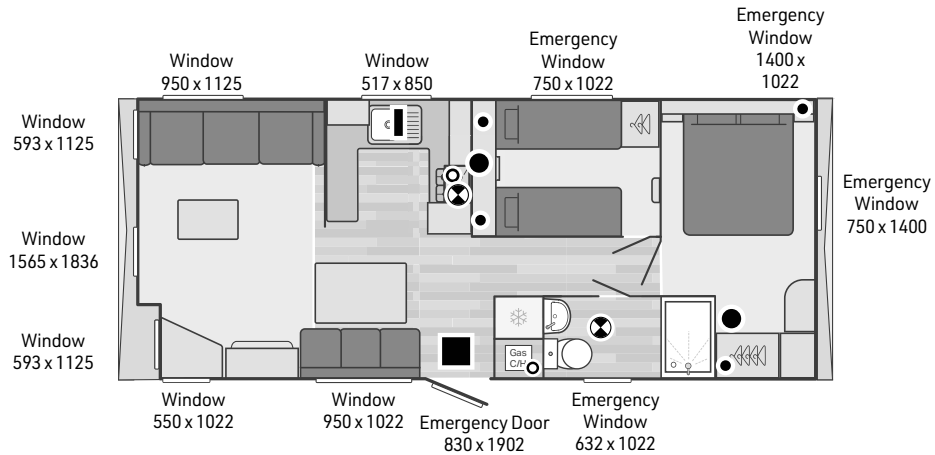 Emergency
Window
1400 x
1022
Emergency
Window
750 x 1022
Window
950 x 1125
Window
517 x 850
Window
593 x 1125
Emergency
Window
750 x 1400
Window
1565 x 1836
Window
593 x 1125
Gas
C/H
Window
550 x 1022
Window
950 x 1022
Emergency Door
830 x 1902
Emergency
Window
632 x 1022